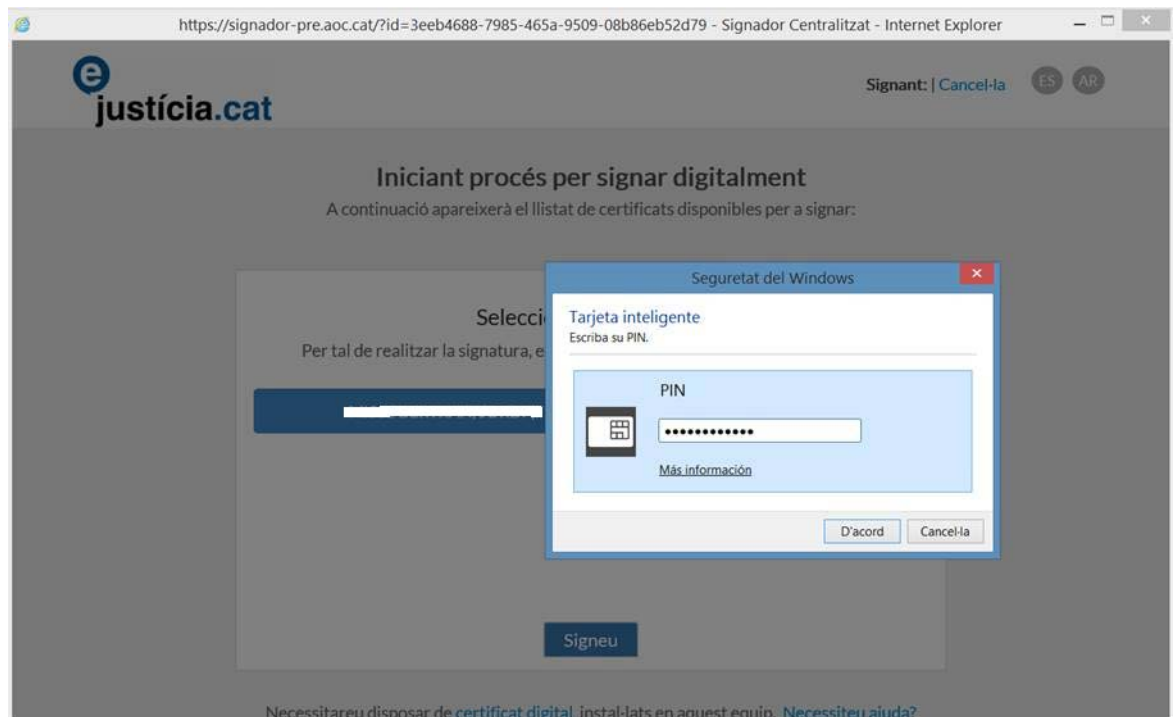 https://signador-pre.aoc.cat/?id=3eeb4688-7985-465a-9509-08b86eb52d79 - Signador Centralitzat - Internet Explorer
e
justícia.cat
Signant: | Cancel·la
ES AR
Iniciant procés per signar digitalment
A continuació apareixerà el llistat de certificats disponibles per a signar:
Selecci
Per tal de realitzar la signatura, e
Seguretat del Windows
Tarjeta inteligente
Escriba su PIN.
PIN
••••••••••••
Más información
D'acord Cancel·la
Signeu
Necessitareu disposar de certificat digital instal·lats en aquest equip. Necessiteu ajuda?